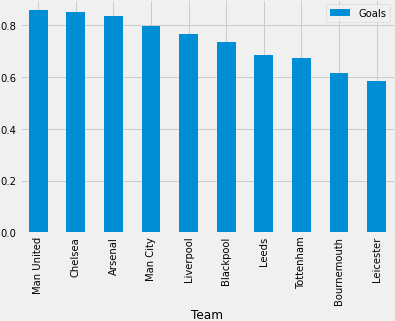 Goals
0.8
0.6
0.4
0.2
0.0
Man United
Chelsea
Arsenal
Man City
Liverpool
Blackpool
Leeds
Tottenham
Bournemouth
Leicester
Team